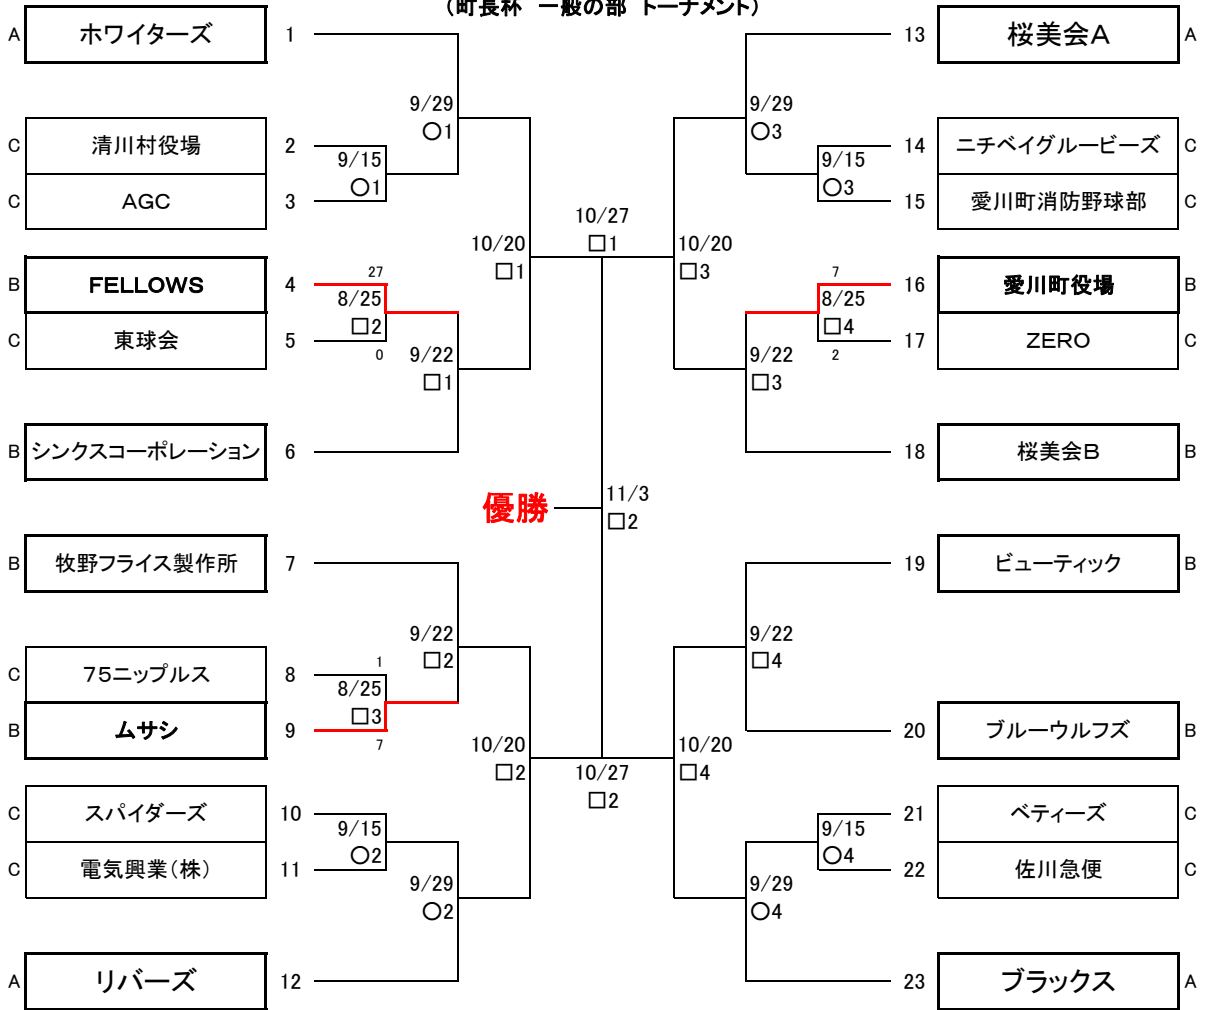 (町長杯　一般の部　トーナメント)
A ホワイターズ 1
9/29
○1
C 清川村役場 2
9/15
○1
C AGC 3
10/20
□1
B FELLOWS 4
27
8/25
□2
C 東球会 5
0
9/22
□1
B シンクスコーポレーション 6
B 牧野フライス製作所 7
9/22
□2
C 75ニップルス 8
1
8/25
□3
B ムサシ 9
7
10/20
□2
C スパイダーズ 10
9/15
○2
C 電気興業(株) 11
9/29
○2
A リバーズ 12
10/27
□1
優勝
11/3
□2
10/27
□2
13 桜美会A A
9/29
○3
14 ニチベイグルービーズ C
9/15
○3
15 愛川町消防野球部 C
10/20
□3
7
16 愛川町役場 B
8/25
□4
17 ZERO C
2
9/22
□3
18 桜美会B B
19 ビューティック B
9/22
□4
20 ブルーウルフズ B
10/20
□4
21 ベティーズ C
9/15
○4
22 佐川急便 C
9/29
○4
23 ブラックス A